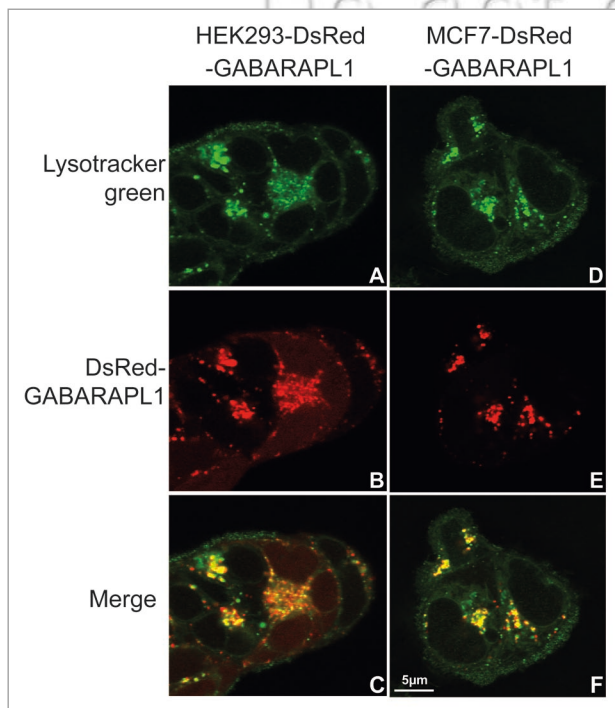 HEK293-DsRed
-GABARAPL1
MCF7-DsRed
-GABARAPL1
Lysotracker
green
A
D
DsRed-
GABARAPL1
B
E
Merge
C
5µm
F